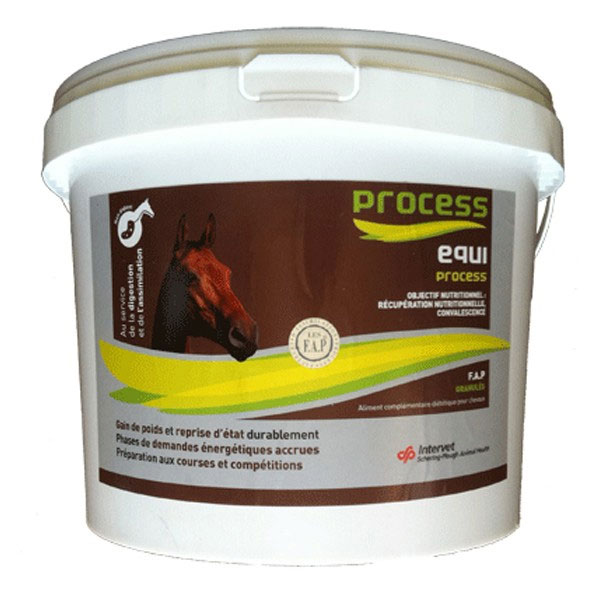 process
equi
process
OBJECTIF NUTRITIONNEL :
RÉCUPÉRATION NUTRITIONNELLE,
CONVALESCENCE
Au service
de la digestion
et de l'assimilation
LES
F.A.P
F.A.P
GRANULÉS
Aliment complémentaire diététique pour chevaux
Gain de poids et reprise d'état durablement
Phases de demandes énergétiques accrues
Préparation aux courses et compétitions
Intervet
Schering-Plough Animal Health